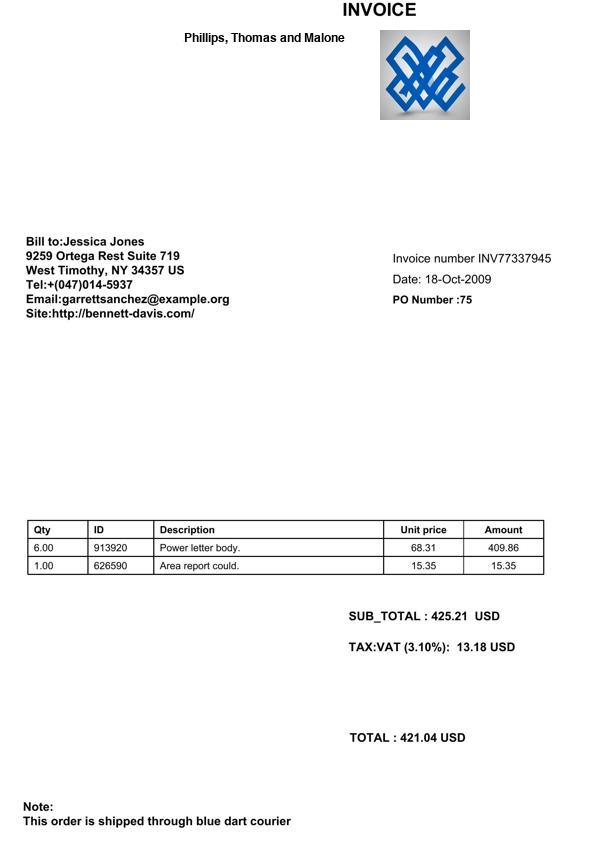 INVOICE
Phillips, Thomas and Malone
Bill to:Jessica Jones
9259 Ortega Rest Suite 719
West Timothy, NY 34357 US
Tel:+(047)014-5937
Email:garrettsanchez@example.org
Site:http://bennett-davis.com/
Invoice number INV77337945
Date: 18-Oct-2009
PO Number :75
Qty ID Description Unit price Amount
6.00 913920 Power letter body. 68.31 409.86
1.00 626590 Area report could. 15.35 15.35
SUB_TOTAL : 425.21  USD
TAX:VAT (3.10%):  13.18 USD
TOTAL : 421.04 USD
Note:
This order is shipped through blue dart courier